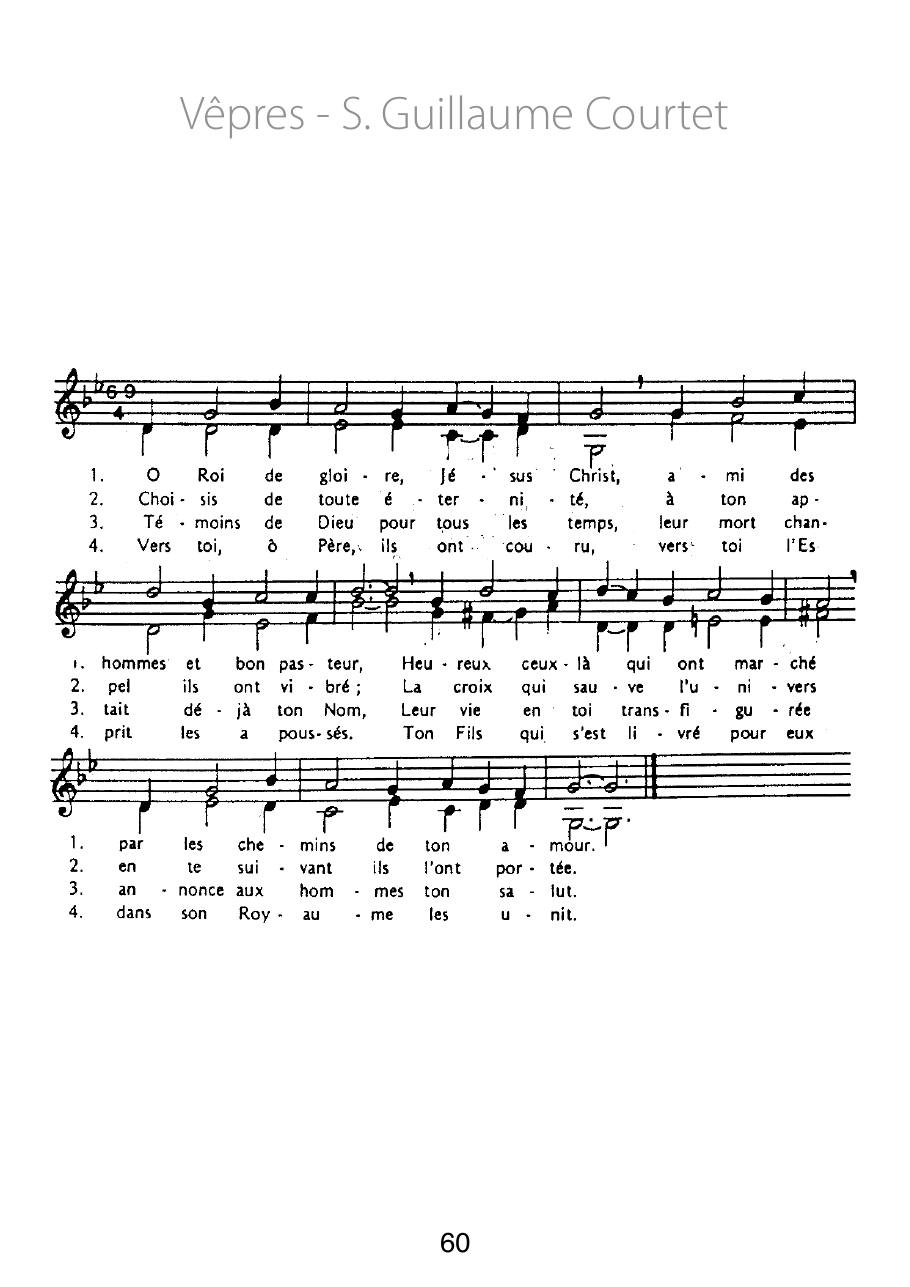 Vêpres - S. Guillaume Courtet
6 9
4
1. O Roi de gloi - re, Jé - sus Christ, a - mi des
2. Choi - sis de toute é - ter - ni - té, à ton ap -
3. Té - moins de Dieu pour tous les temps, leur mort chan-
4. Vers toi, ô Père, ils ont cou - ru, vers toi l'Es
1. hommes et bon pas - teur, Heu - reux ceux - là qui ont mar - ché
2. pel ils ont vi - bré ; La croix qui sau - ve l'u - ni - vers
3. tait dé - jà ton Nom, Leur vie en toi trans - fi - gu - rée
4. prit les a pous - sés. Ton Fils qui s'est li - vré pour eux
1. par les che - mins de ton a - mour.
2. en te sui - vant ils l'ont por - tée.
3. an - nonce aux hom - mes ton sa - lut.
4. dans son Roy - au - me les u - nit.
60